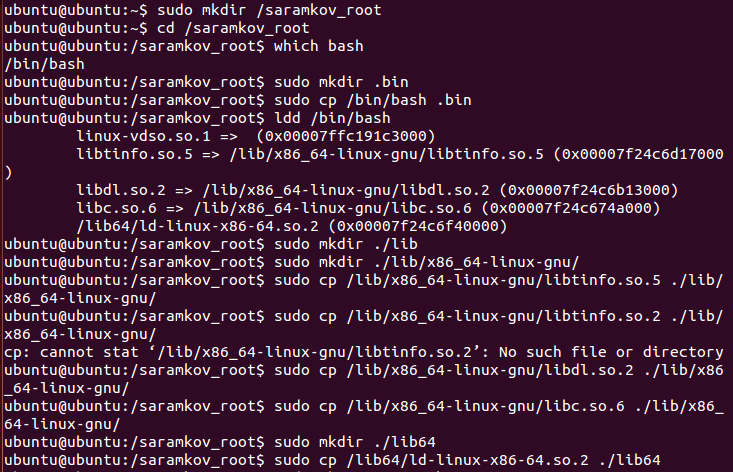 ubuntu@ubuntu:~$ sudo mkdir /saramkov_root
ubuntu@ubuntu:~$ cd /saramkov_root
ubuntu@ubuntu:/saramkov_root$ which bash
/bin/bash
ubuntu@ubuntu:/saramkov_root$ sudo mkdir .bin
ubuntu@ubuntu:/saramkov_root$ sudo cp /bin/bash .bin
ubuntu@ubuntu:/saramkov_root$ ldd /bin/bash
        linux-vdso.so.1 =>  (0x00007ffc191c3000)
        libtinfo.so.5 => /lib/x86_64-linux-gnu/libtinfo.so.5 (0x00007f24c6d17000
)
        libdl.so.2 => /lib/x86_64-linux-gnu/libdl.so.2 (0x00007f24c6b13000)
        libc.so.6 => /lib/x86_64-linux-gnu/libc.so.6 (0x00007f24c674a000)
        /lib64/ld-linux-x86-64.so.2 (0x00007f24c6f40000)
ubuntu@ubuntu:/saramkov_root$ sudo mkdir ./lib
ubuntu@ubuntu:/saramkov_root$ sudo mkdir ./lib/x86_64-linux-gnu/
ubuntu@ubuntu:/saramkov_root$ sudo cp /lib/x86_64-linux-gnu/libtinfo.so.5 ./lib/
x86_64-linux-gnu/
ubuntu@ubuntu:/saramkov_root$ sudo cp /lib/x86_64-linux-gnu/libtinfo.so.2 ./lib/
x86_64-linux-gnu/
cp: cannot stat ‘/lib/x86_64-linux-gnu/libtinfo.so.2’: No such file or directory
ubuntu@ubuntu:/saramkov_root$ sudo cp /lib/x86_64-linux-gnu/libdl.so.2 ./lib/x86
_64-linux-gnu/
ubuntu@ubuntu:/saramkov_root$ sudo cp /lib/x86_64-linux-gnu/libc.so.6 ./lib/x86_
64-linux-gnu/
ubuntu@ubuntu:/saramkov_root$ sudo mkdir ./lib64
ubuntu@ubuntu:/saramkov_root$ sudo cp /lib64/ld-linux-x86-64.so.2 ./lib64